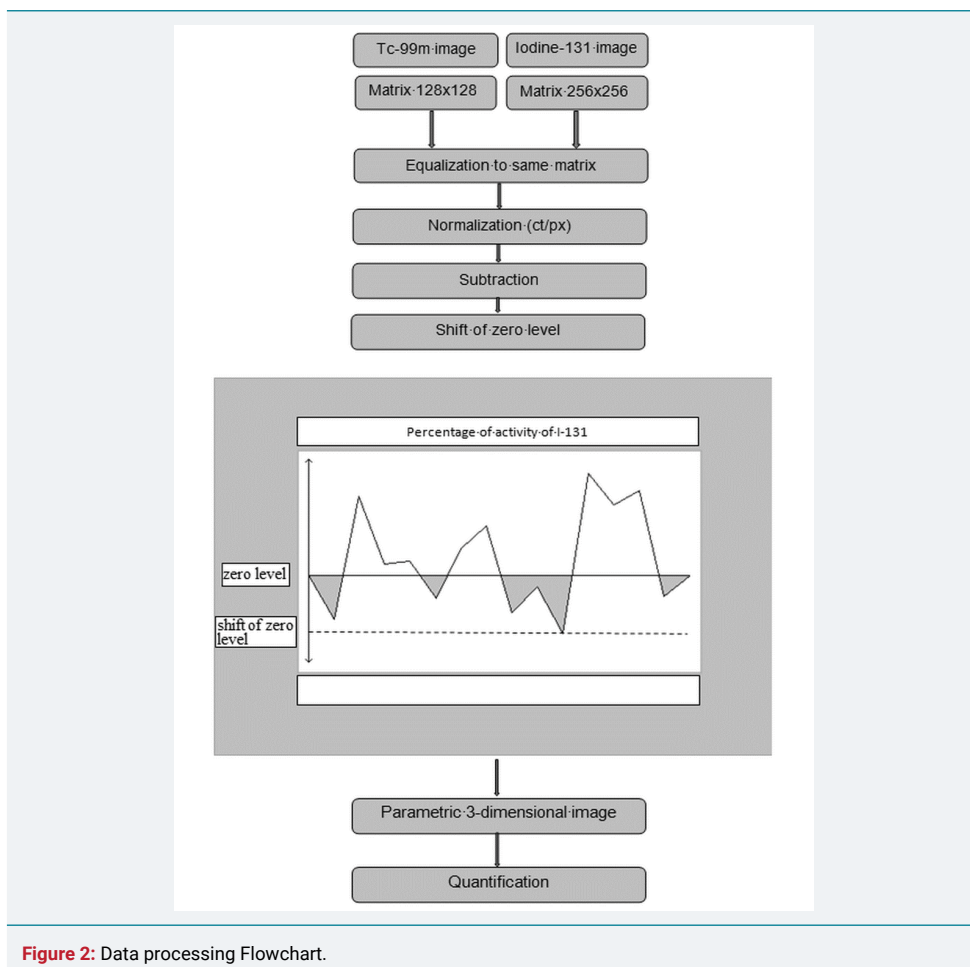 Tc-99m·image
Iodine-131·image
Matrix·128x128
Matrix·256x256
Equalization·to·same·matrix
Normalization·(ct/px)
Subtraction
Shift·of·zero·level
Percentage·of·activity·of·I-131
zero level
shift of zero
level
Parametric·3-dimensional·image
Quantification
Figure 2: Data processing Flowchart.